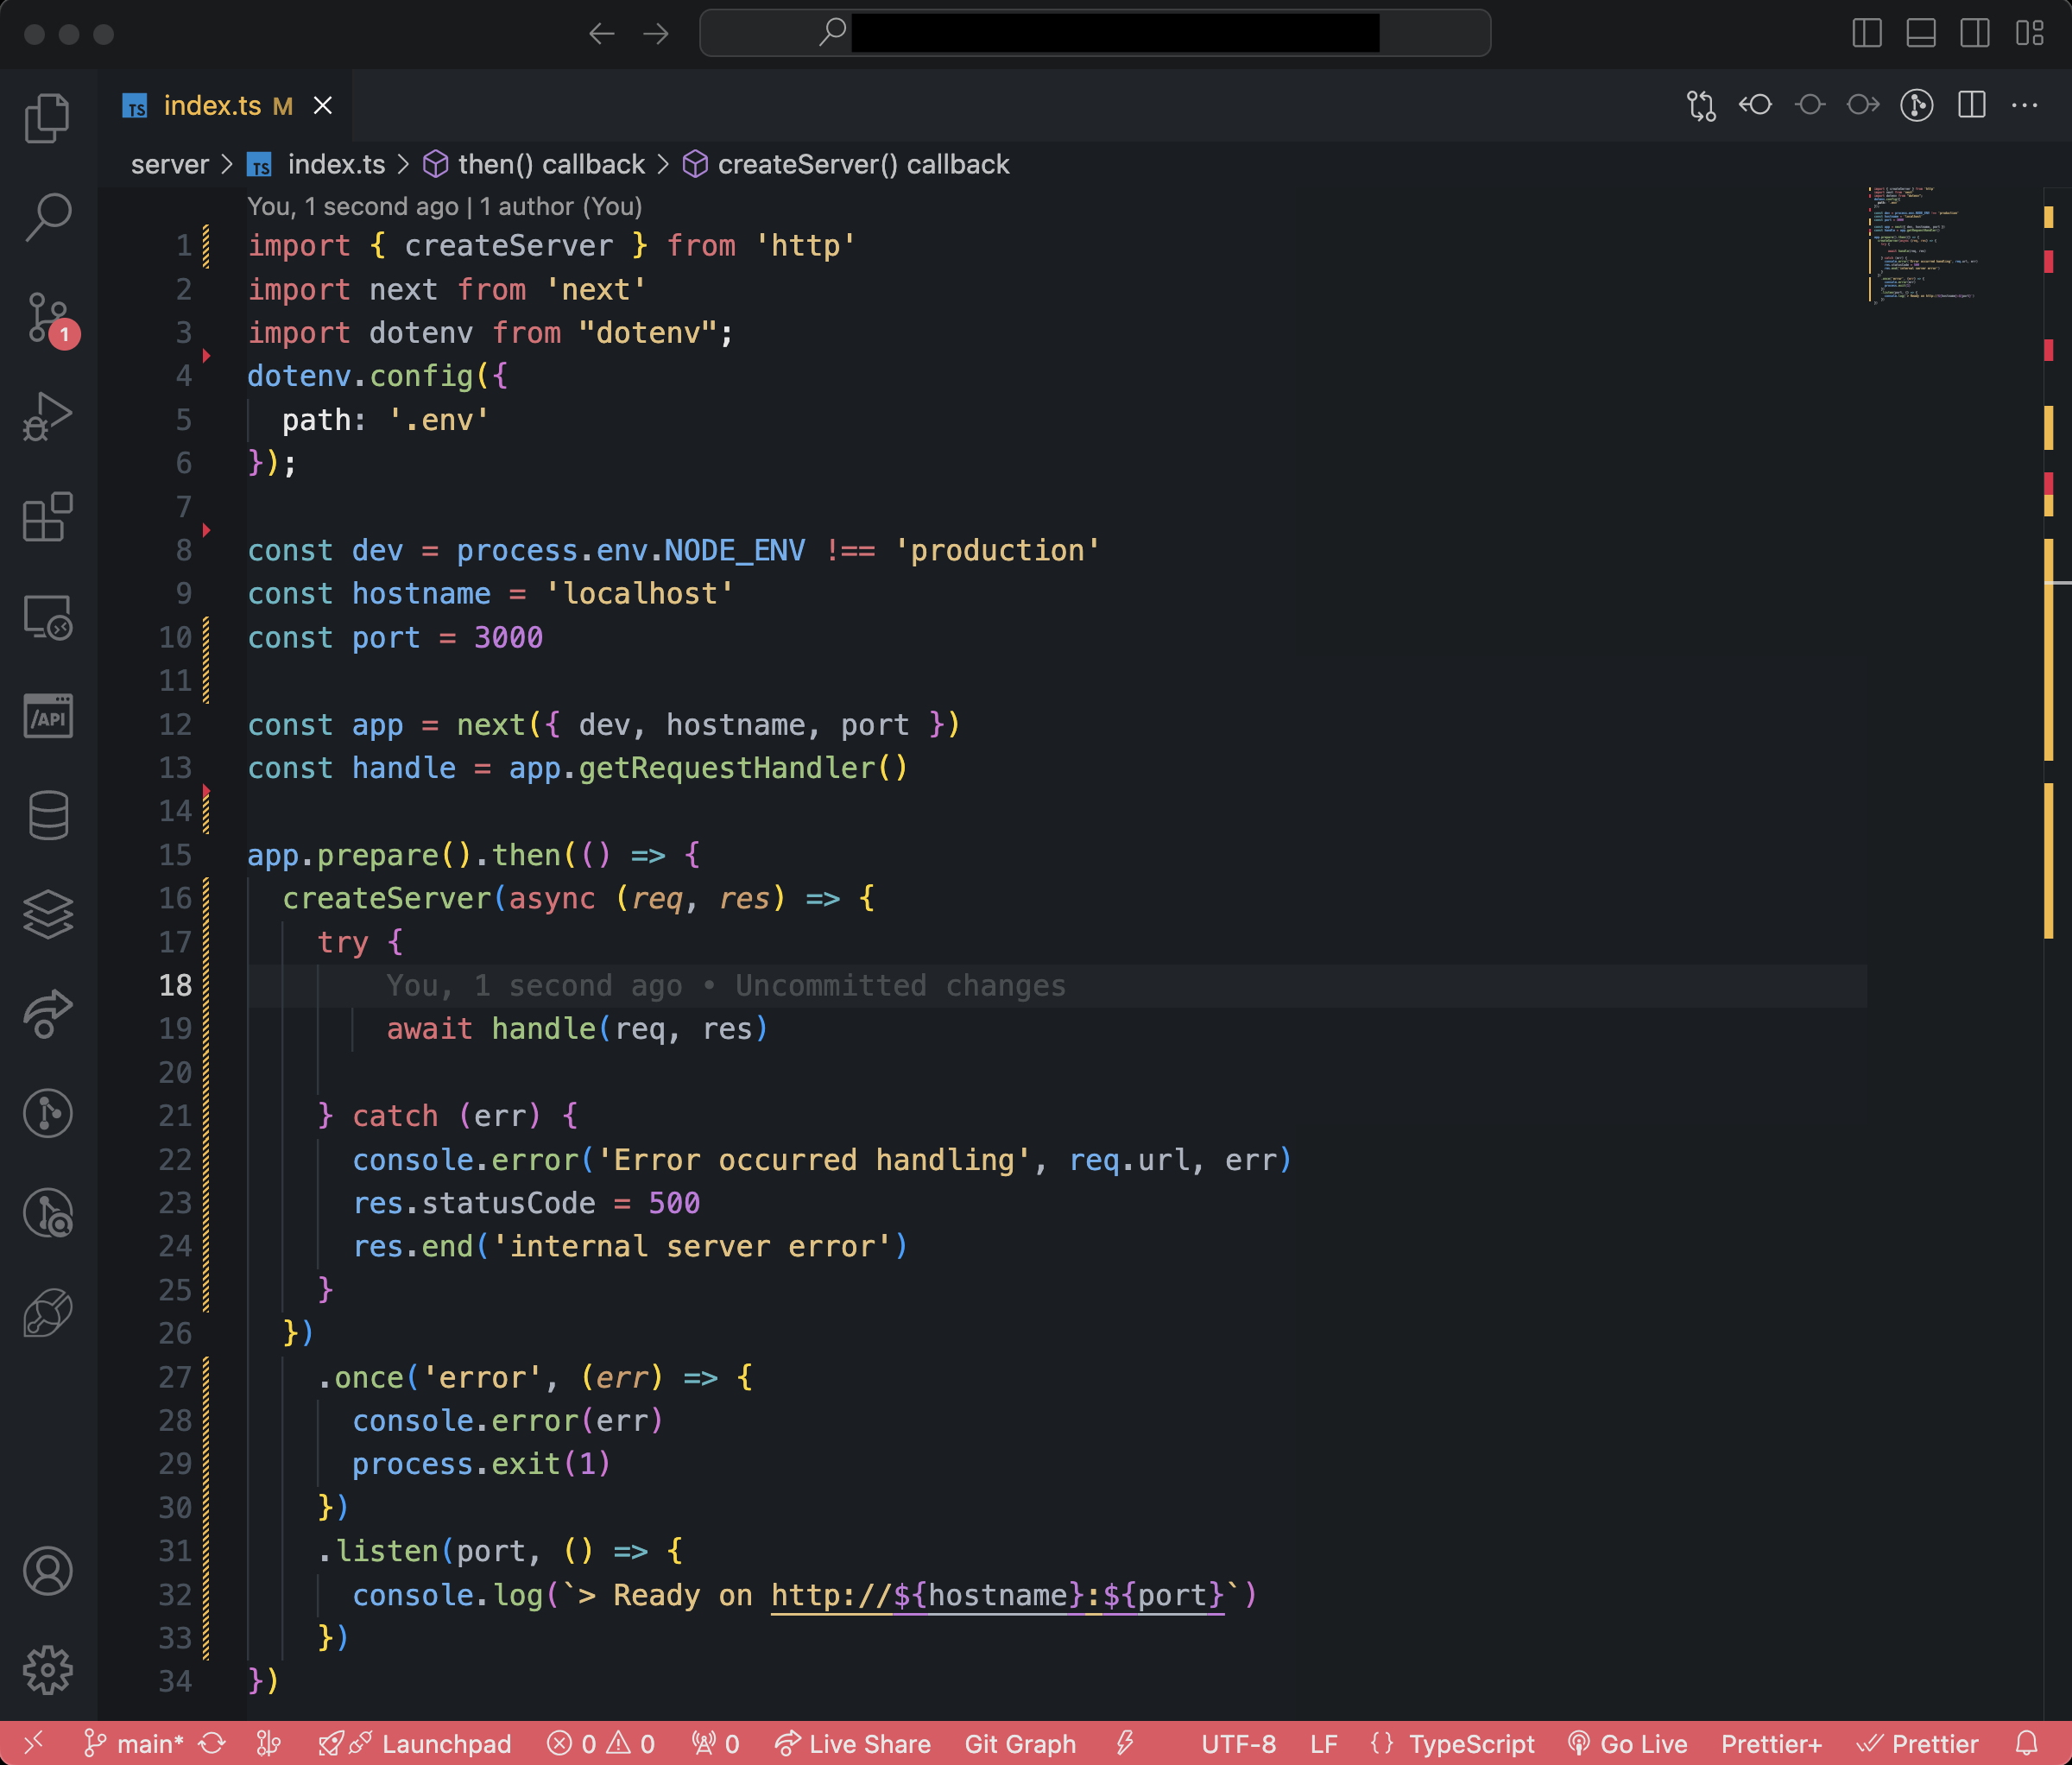 TS index.ts M
server > TS index.ts > then() callback > createServer() callback
You, 1 second ago | 1 author (You)
1 import { createServer } from 'http'
2 import next from 'next'
3 import dotenv from "dotenv";
4 dotenv.config({
5 path: '.env'
6 });
7
8 const dev = process.env.NODE_ENV !== 'production'
9 const hostname = 'localhost'
10 const port = 3000
11
12 const app = next({ dev, hostname, port })
13 const handle = app.getRequestHandler()
14
15 app.prepare().then(() => {
16 createServer(async (req, res) => {
17 try {
18 You, 1 second ago • Uncommitted changes
19 await handle(req, res)
20
21 } catch (err) {
22 console.error('Error occurred handling', req.url, err)
23 res.statusCode = 500
24 res.end('internal server error')
25 }
26 })
27 .once('error', (err) => {
28 console.error(err)
29 process.exit(1)
30 })
31 .listen(port, () => {
32 console.log(`> Ready on http://${hostname}:${port}`)
33 })
34 })
1
/API
main* Launchpad 0 0 0 Live Share Git Graph UTF-8 LF {} TypeScript Go Live Prettier+ Prettier